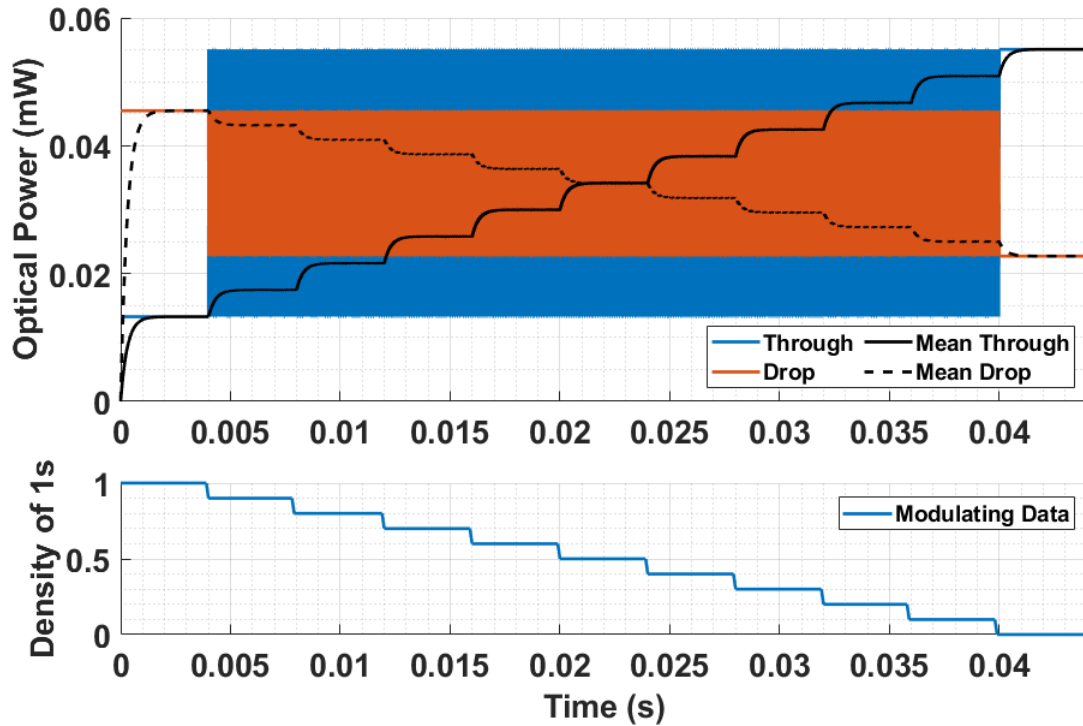 Optical Power (mW)
0.06
0.04
0.02
0
Through
Mean Through
Drop
Mean Drop
0 0.005 0.01 0.015 0.02 0.025 0.03 0.035 0.04
Density of 1s
1
0.5
0
Modulating Data
0 0.005 0.01 0.015 0.02 0.025 0.03 0.035 0.04
Time (s)